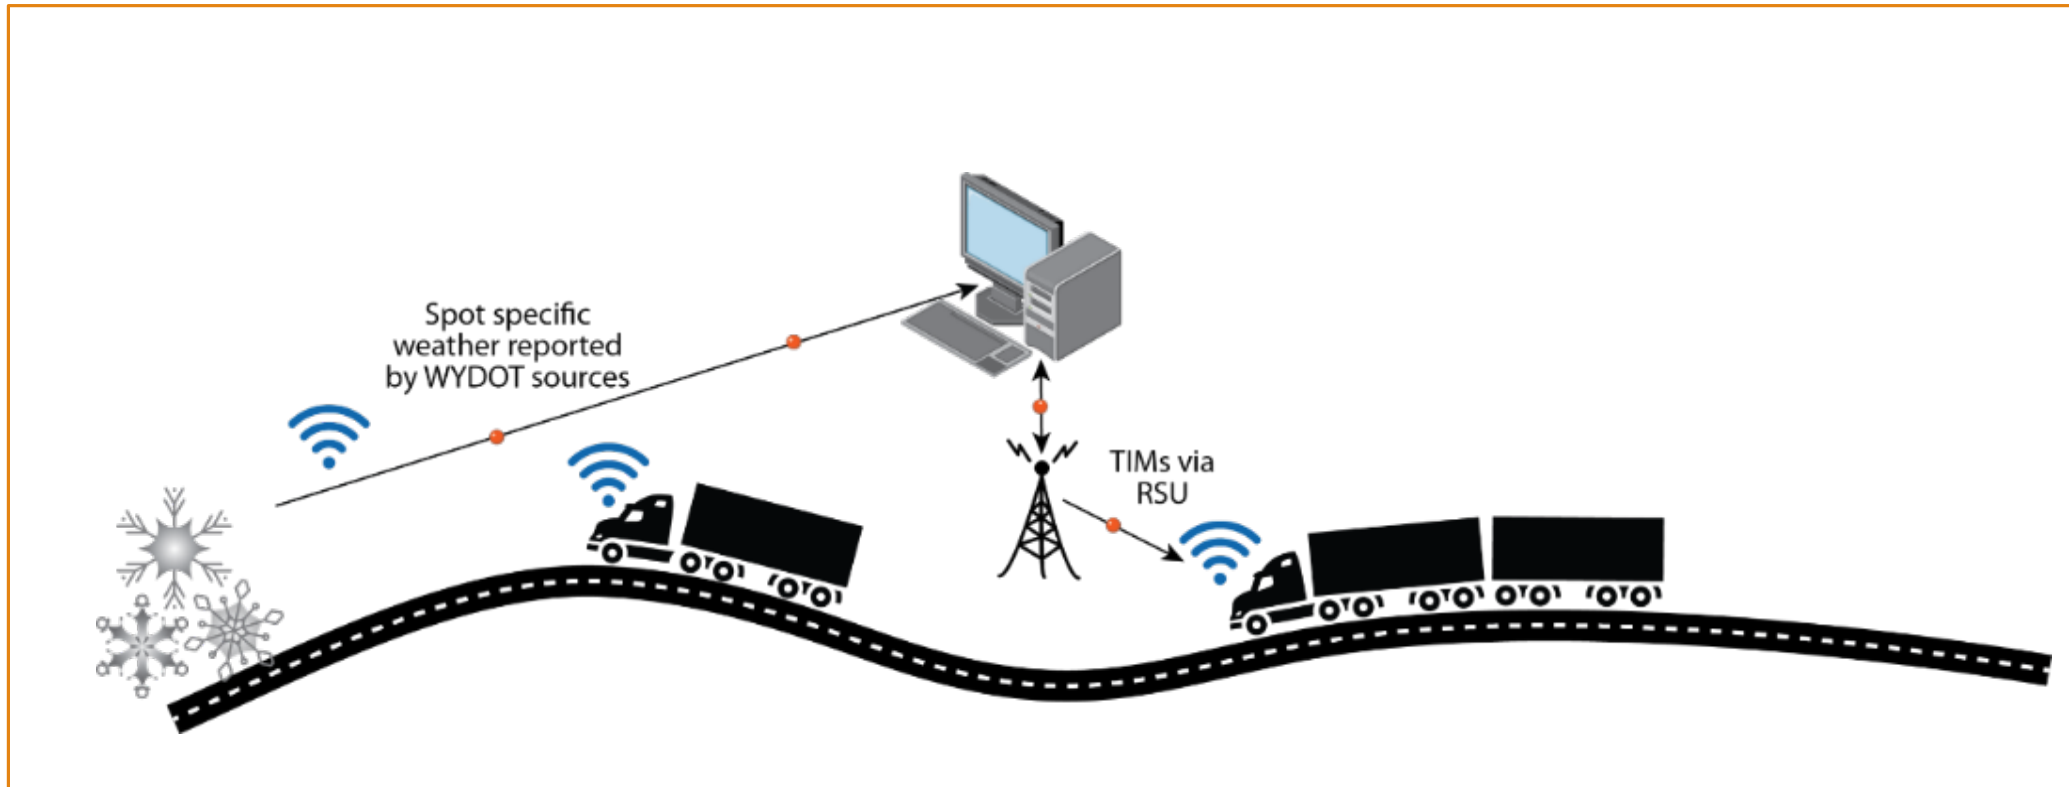 Spot specific
weather reported
by WYDOT sources
TIMs via
RSU